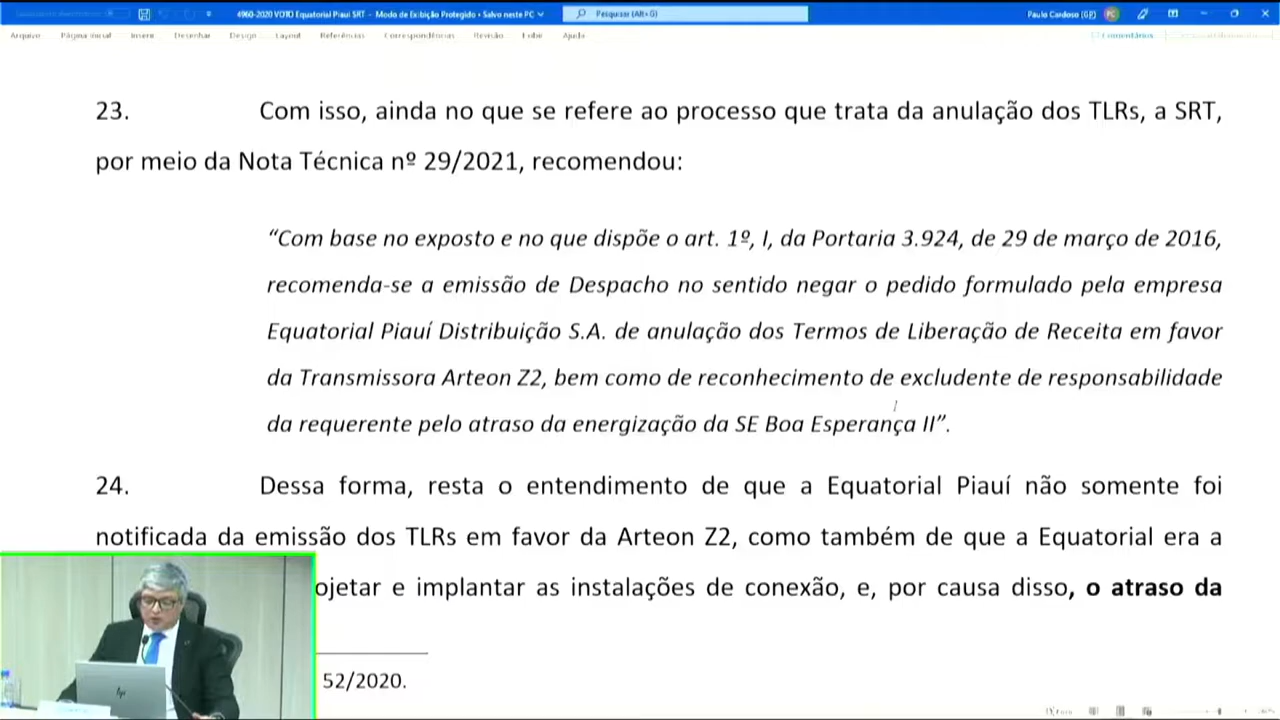 4960-2020 VOTO Equatorial Piaui SRT - Modo de Exibição Protegido • Salvo neste PC
Pesquisar (Alt+G)
Paulo Cardoso (GP)
PC
Arquivo Página Inicial Inserir Desenhar Design Layout Referências Correspondências Revisão Exibir Ajuda
Comentários
23. Com isso, ainda no que se refere ao processo que trata da anulação dos TLRs, a SRT,
por meio da Nota Técnica nº 29/2021, recomendou:
“Com base no exposto e no que dispõe o art. 1º, I, da Portaria 3.924, de 29 de março de 2016,
recomenda-se a emissão de Despacho no sentido negar o pedido formulado pela empresa
Equatorial Piauí Distribuição S.A. de anulação dos Termos de Liberação de Receita em favor
da Transmissora Arteon Z2, bem como de reconhecimento de excludente de responsabilidade
da requerente pelo atraso da energização da SE Boa Esperança II”.
24. Dessa forma, resta o entendimento de que a Equatorial Piauí não somente foi
notificada da emissão dos TLRs em favor da Arteon Z2, como também de que a Equatorial era a
ojetar e implantar as instalações de conexão, e, por causa disso, o atraso da
52/2020.
hp